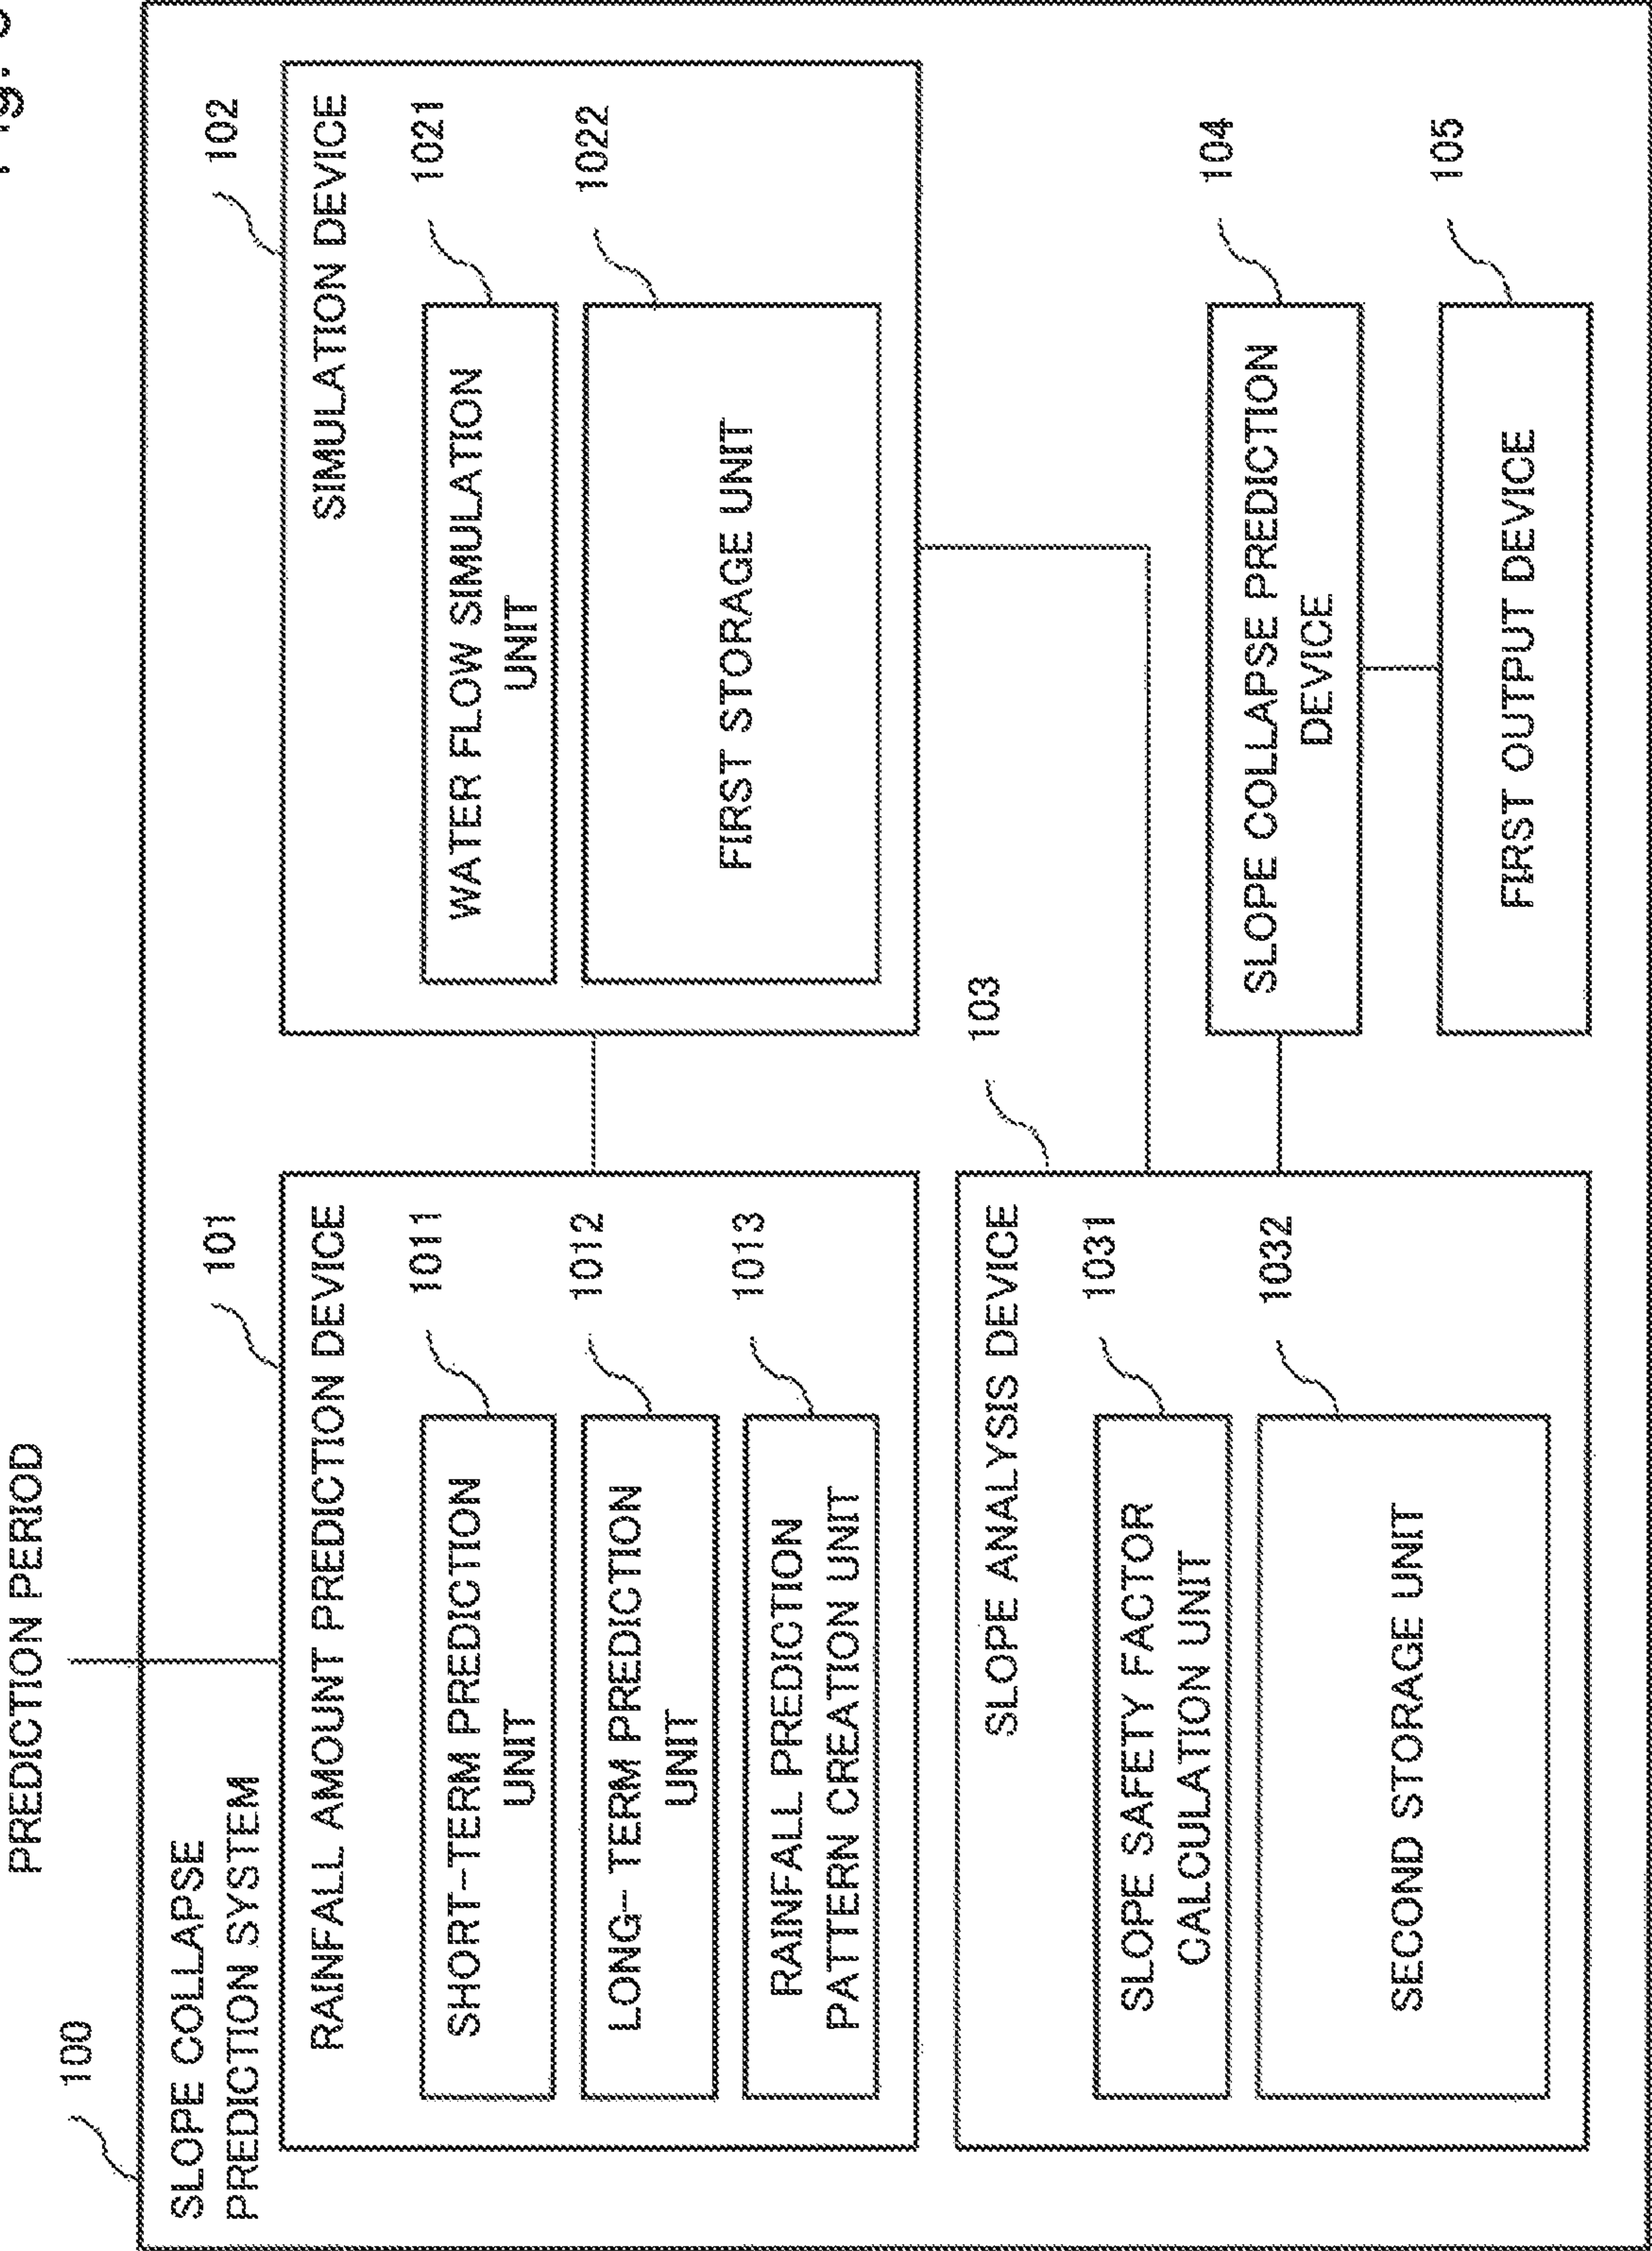 PREDICTION PERIOD
100
SLOPE COLLAPSE
PREDICTION SYSTEM
101
RAINFALL AMOUNT PREDICTION DEVICE
1011
SHORT-TERM PREDICTION
UNIT
1012
LONG- TERM PREDICTION
UNIT
1013
RAINFALL PREDICTION
PATTERN CREATION UNIT
102
SIMULATION DEVICE
1021
WATER FLOW SIMULATION
UNIT
1022
FIRST STORAGE UNIT
103
SLOPE ANALYSIS DEVICE
1031
SLOPE SAFETY FACTOR
CALCULATION UNIT
1032
SECOND STORAGE UNIT
104
SLOPE COLLAPSE PREDICTION
DEVICE
105
FIRST OUTPUT DEVICE